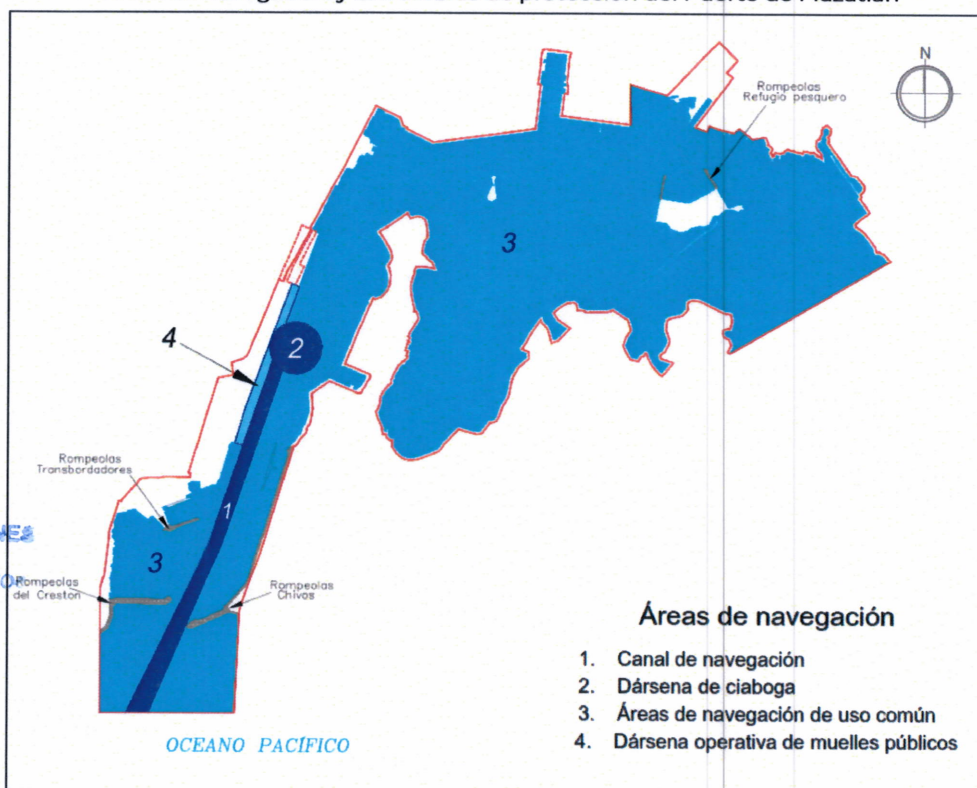 de protección del Puerto de Mazatlán
N
Rompeolas
Refugio pesquero
3
2
4
Rompeolas
Transbordadores
1
3
Rompeolas
del Creston
Rompeolas
Chivos
Áreas de navegación
1. Canal de navegación
2. Dársena de ciaboga
3. Áreas de navegación de uso común
4. Dársena operativa de muelles públicos
OCEANO PACÍFICO